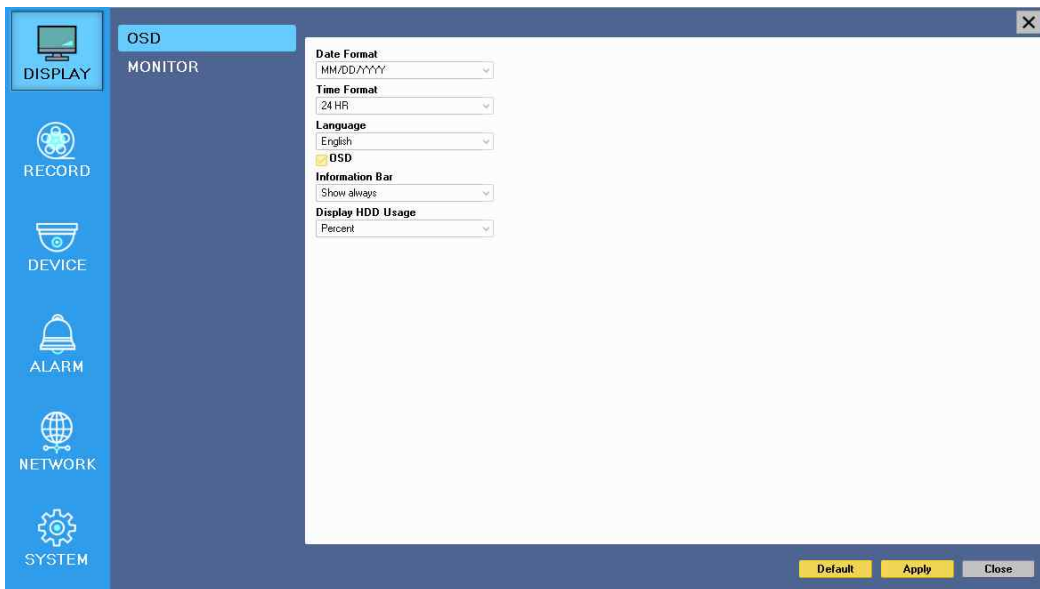 DISPLAY
RECORD
DEVICE
ALARM
NETWORK
SYSTEM
OSD
MONITOR
Date Format
MM/DD/YYYY
Time Format
24 HR
Language
English
OSD
Information Bar
Show always
Display HDD Usage
Percent
Default
Apply
Close